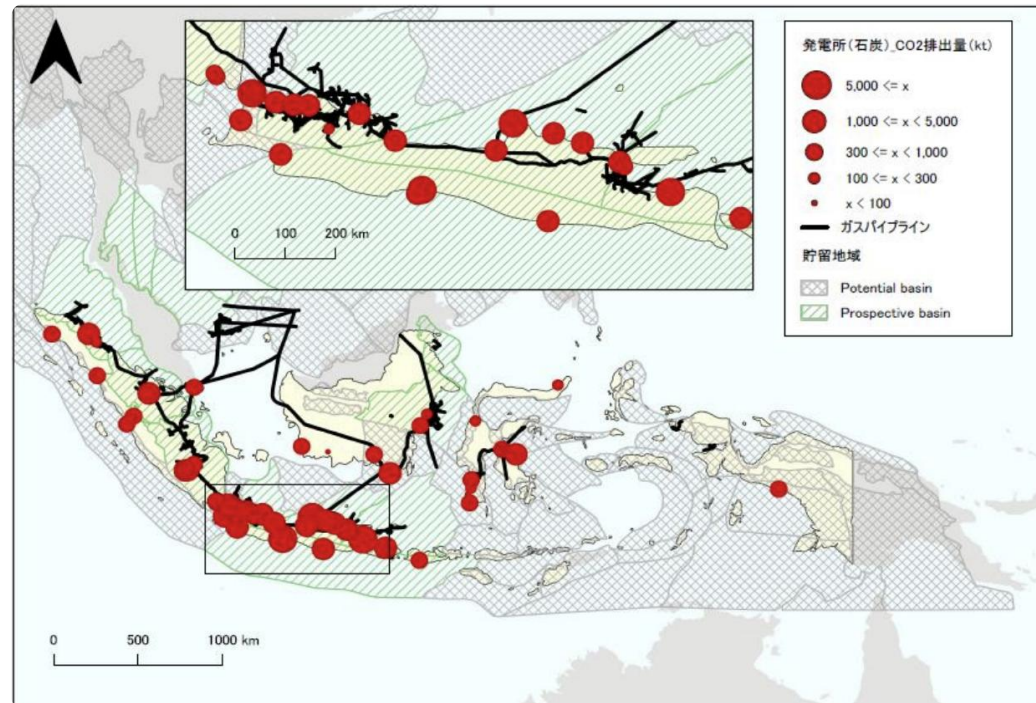 発電所(石炭)_CO2排出量(kt)
5,000 <= x
1,000 <= x < 5,000
300 <= x < 1,000
100 <= x < 300
x < 100
ガスパイプライン
貯留地域
Potential basin
Prospective basin
0 100 200 km
0 500 1000 km